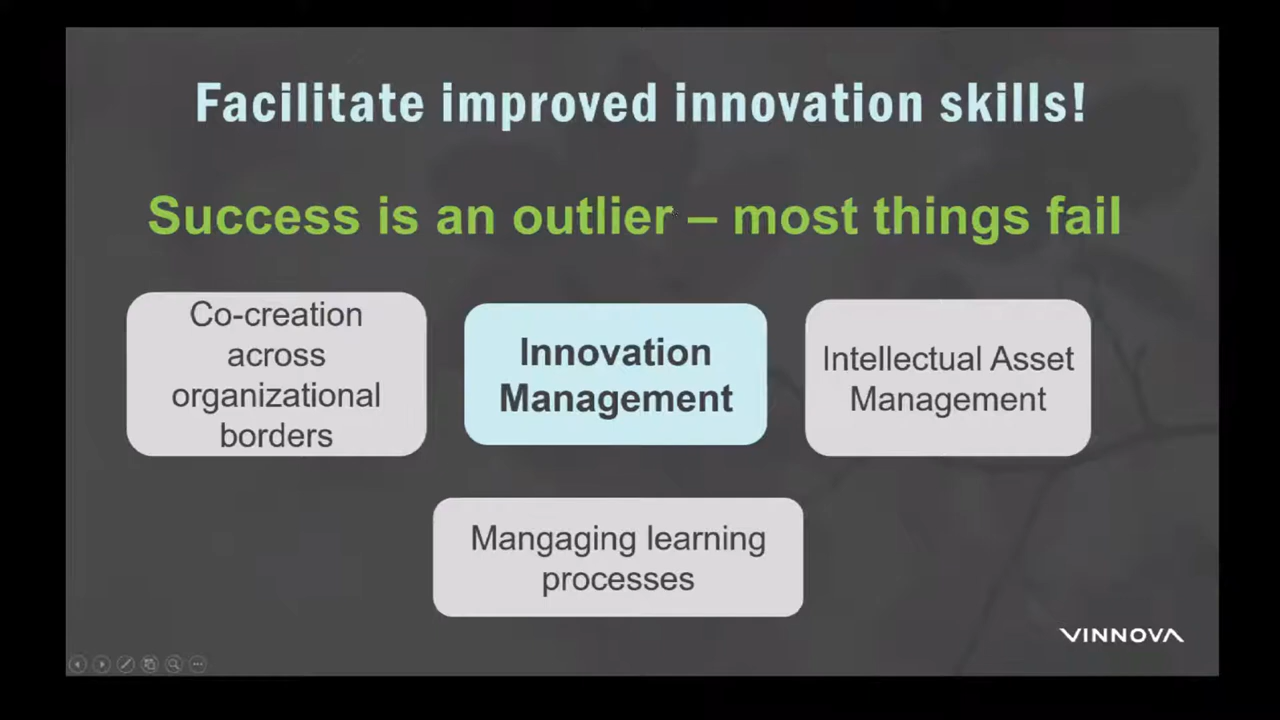 Facilitate improved innovation skills!
Success is an outlier – most things fail
Co-creation
across
organizational
borders
Innovation
Management
Intellectual Asset
Management
Mangaging learning
processes
VINNOVA